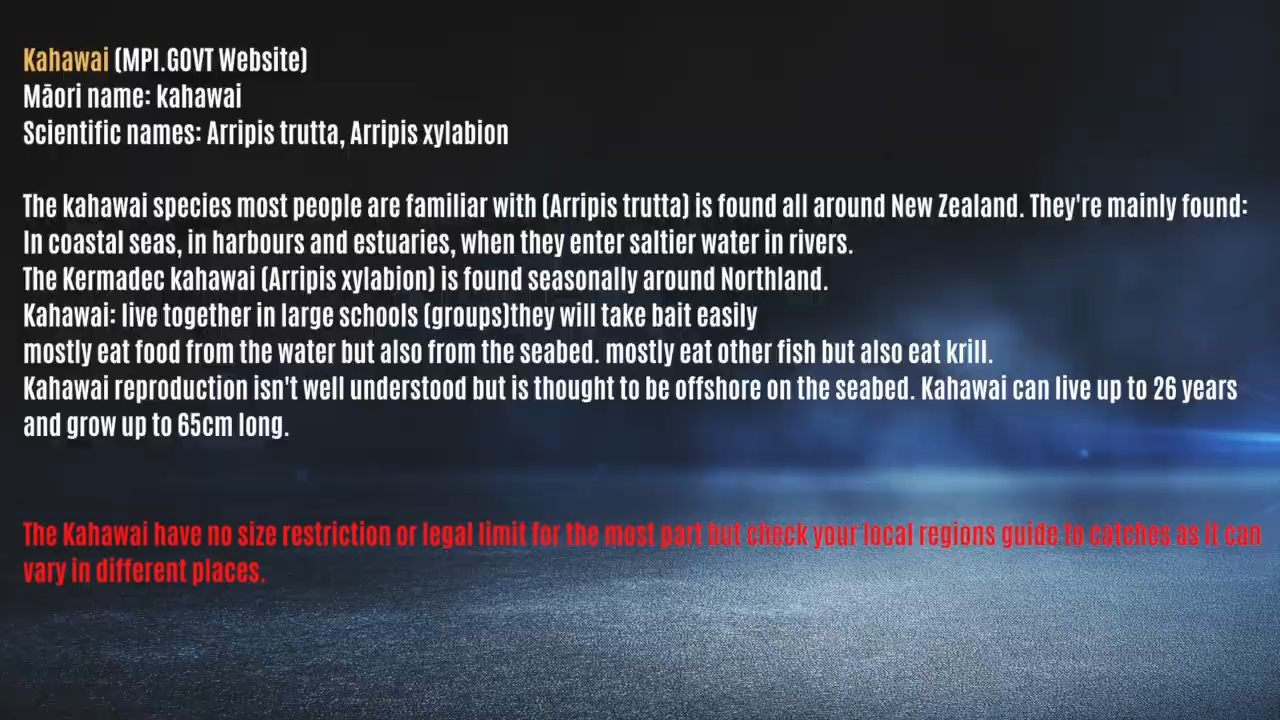 Kahawai (MPI.GOVT Website)
Māori name: kahawai
Scientific names: Arripis trutta, Arripis xylabion
The kahawai species most people are familiar with (Arripis trutta) is found all around New Zealand. They're mainly found:
In coastal seas, in harbours and estuaries, when they enter saltier water in rivers.
The Kermadec kahawai (Arripis xylabion) is found seasonally around Northland.
Kahawai: live together in large schools (groups)they will take bait easily
mostly eat food from the water but also from the seabed. mostly eat other fish but also eat krill.
Kahawai reproduction isn't well understood but is thought to be offshore on the seabed. Kahawai can live up to 26 years
and grow up to 65cm long.
The Kahawai have no size restriction or legal limit for the most part but check your local regions guide to catches as it can
vary in different places.